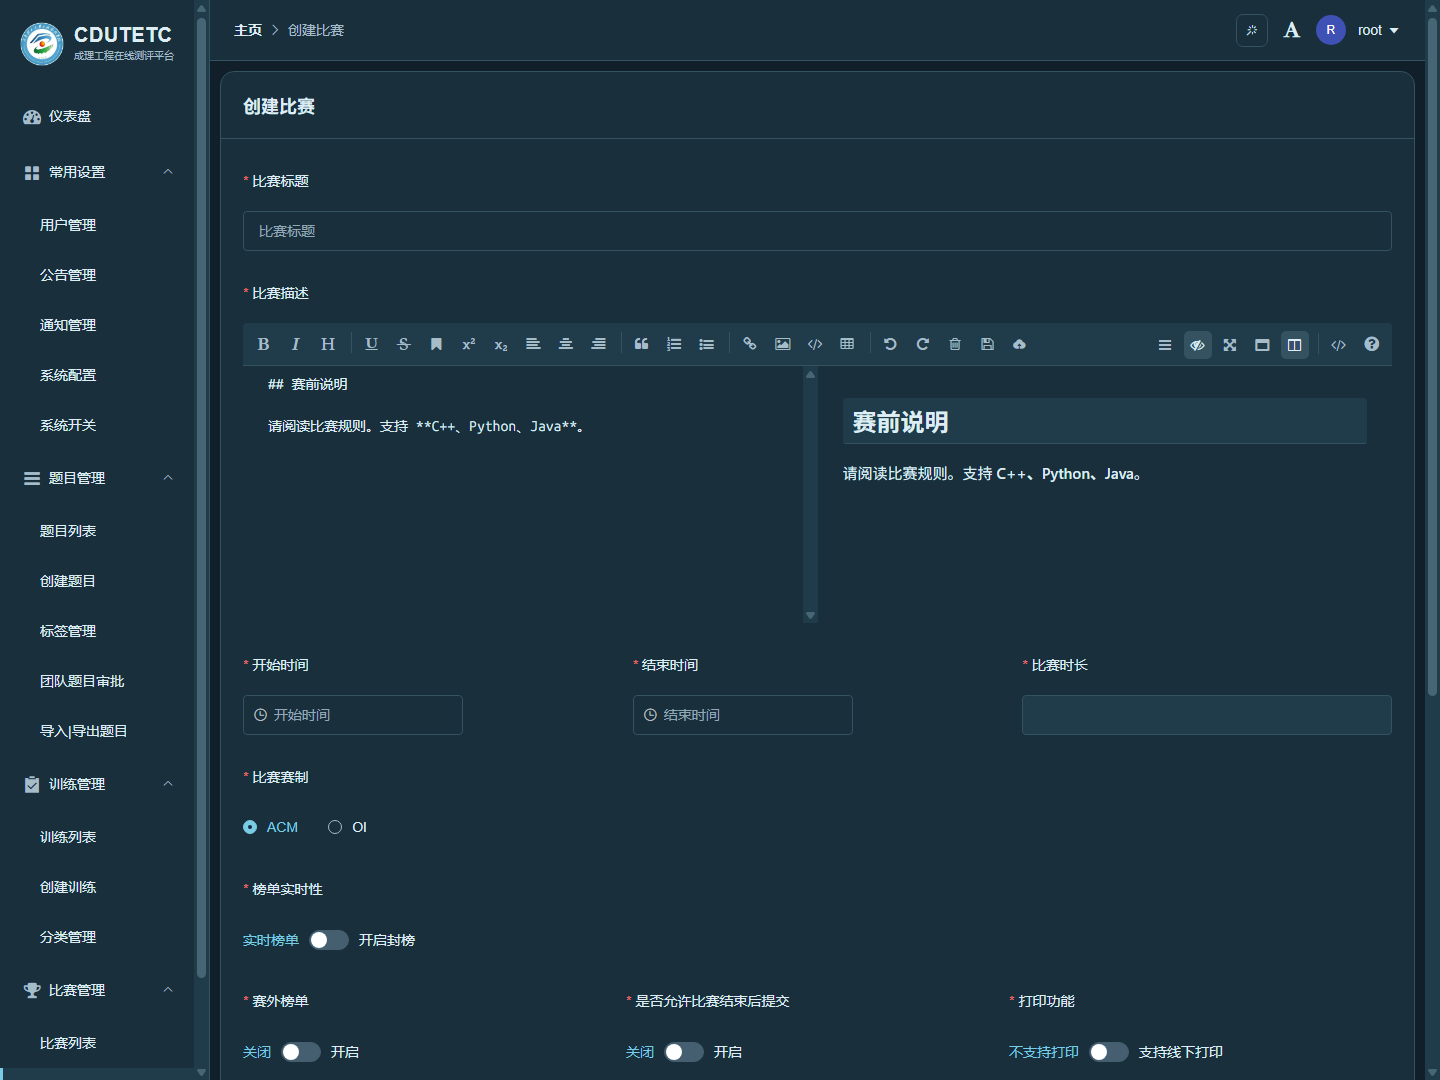 CDUTETC
成理工程在线测评平台
仪表盘
常用设置
用户管理
公告管理
通知管理
系统配置
系统开关
题目管理
题目列表
创建题目
标签管理
团队题目审批
导入|导出题目
训练管理
训练列表
创建训练
分类管理
比赛管理
比赛列表
主页 > 创建比赛
A R root
创建比赛
* 比赛标题
比赛标题
* 比赛描述
B I H U S x² x₂
## 赛前说明
请阅读比赛规则。支持 **C++、Python、Java**。
赛前说明
请阅读比赛规则。支持 C++、Python、Java。
* 开始时间 * 结束时间 * 比赛时长
开始时间 结束时间
* 比赛赛制
ACM OI
* 榜单实时性
实时榜单 开启封榜
* 赛外榜单 * 是否允许比赛结束后提交 * 打印功能
关闭 开启 关闭 开启 不支持打印 支持线下打印